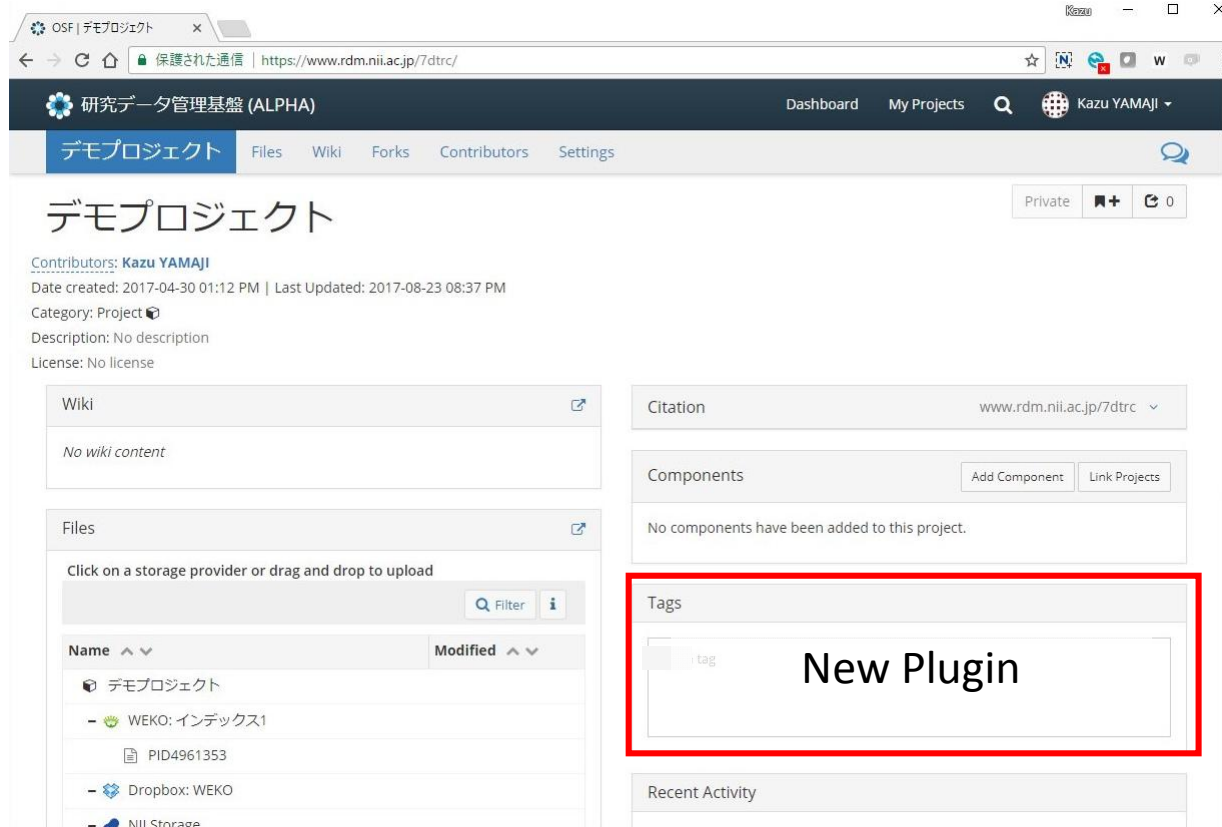 Kazu
OSF | デモプロジェクト
保護された通信 | https://www.rdm.nii.ac.jp/7dtrc/
研究データ管理基盤 (ALPHA) Dashboard My Projects Kazu YAMAJI
デモプロジェクト Files Wiki Forks Contributors Settings
デモプロジェクト
Private 0
Contributors: Kazu YAMAJI
Date created: 2017-04-30 01:12 PM | Last Updated: 2017-08-23 08:37 PM
Category: Project
Description: No description
License: No license
Wiki
No wiki content
Files
Click on a storage provider or drag and drop to upload
Filter i
Name Modified
デモプロジェクト
WEKO: インデックス1
PID4961353
Dropbox: WEKO
NII Storage
Citation www.rdm.nii.ac.jp/7dtrc
Components Add Component Link Projects
No components have been added to this project.
Tags
tag
New Plugin
Recent Activity